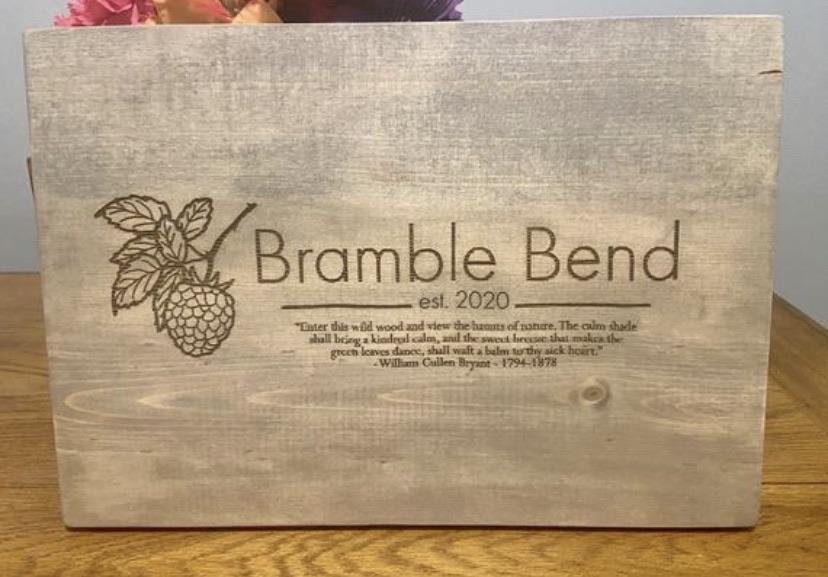 Bramble Bend
est. 2020
"Enter this wild wood and view the haunts of nature. The calm shade
shall bring a kindred calm, and the sweet breeze that makes the
green leaves dance, shall waft a balm to thy sick heart."
- William Cullen Bryant - 1794-1878